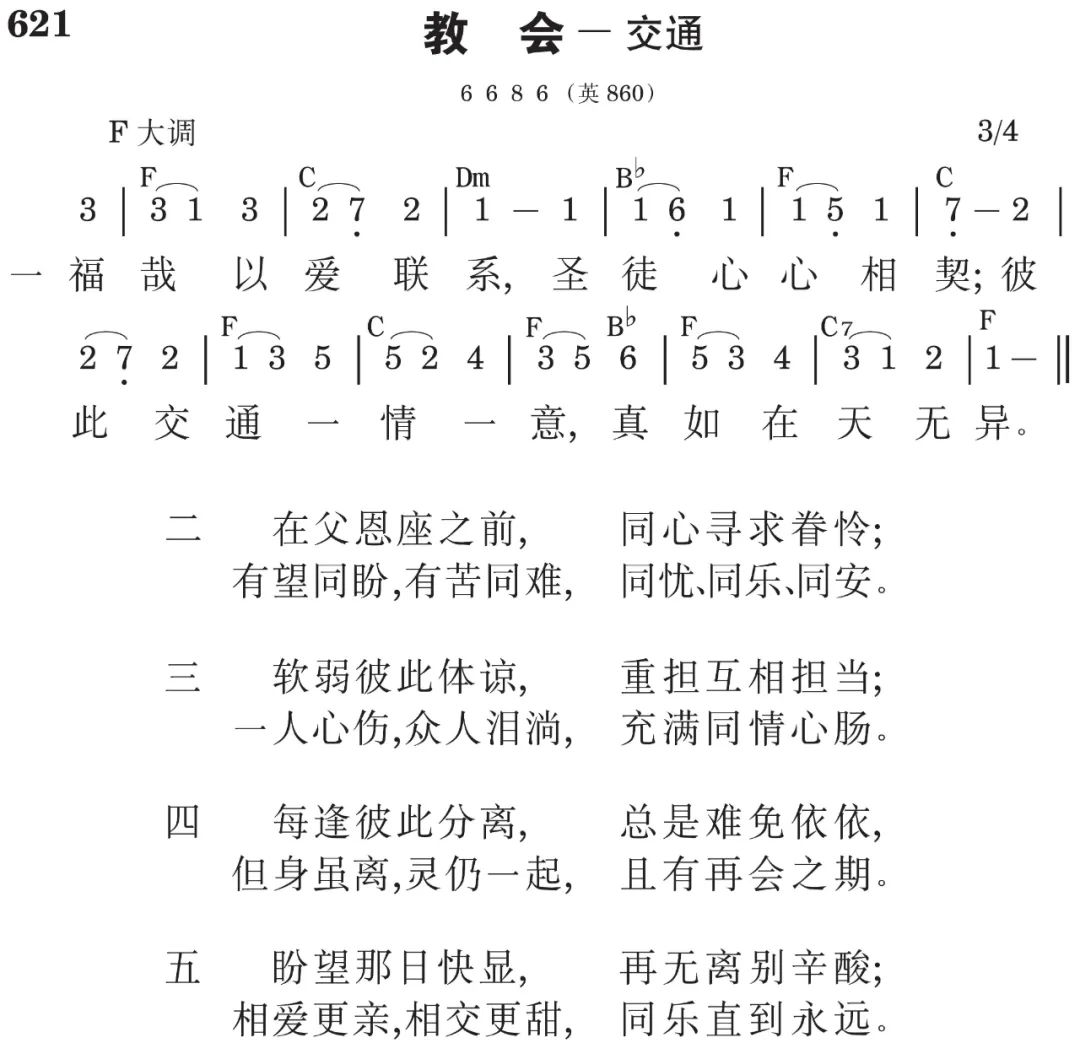 621
教 会 — 交通
6 6 8 6 (英 860)
F 大调 3/4
F C Dm B♭ F C
3 | 3 1 3 | 2 7̣ 2 | 1 - 1 | 1 6̣ 1 | 1 5̣ 1 | 7̣ - 2 |
一 福 哉 以 爱 联 系, 圣 徒 心 心 相 契; 彼
F C F B♭ F C7 F
2 7̣ 2 | 1 3 5 | 5 2 4 | 3 5 6 | 5 3 4 | 3 1 2 | 1 - ‖
此 交 通 一 情 一 意, 真 如 在 天 无 异。
二 在父恩座之前, 同心寻求眷怜;
有望同盼,有苦同难, 同忧、同乐、同安。
三 软弱彼此体谅, 重担互相担当;
一人心伤,众人泪淌, 充满同情心肠。
四 每逢彼此分离, 总是难免依依,
但身虽离,灵仍一起, 且有再会之期。
五 盼望那日快显, 再无离别辛酸;
相爱更亲,相交更甜, 同乐直到永远。